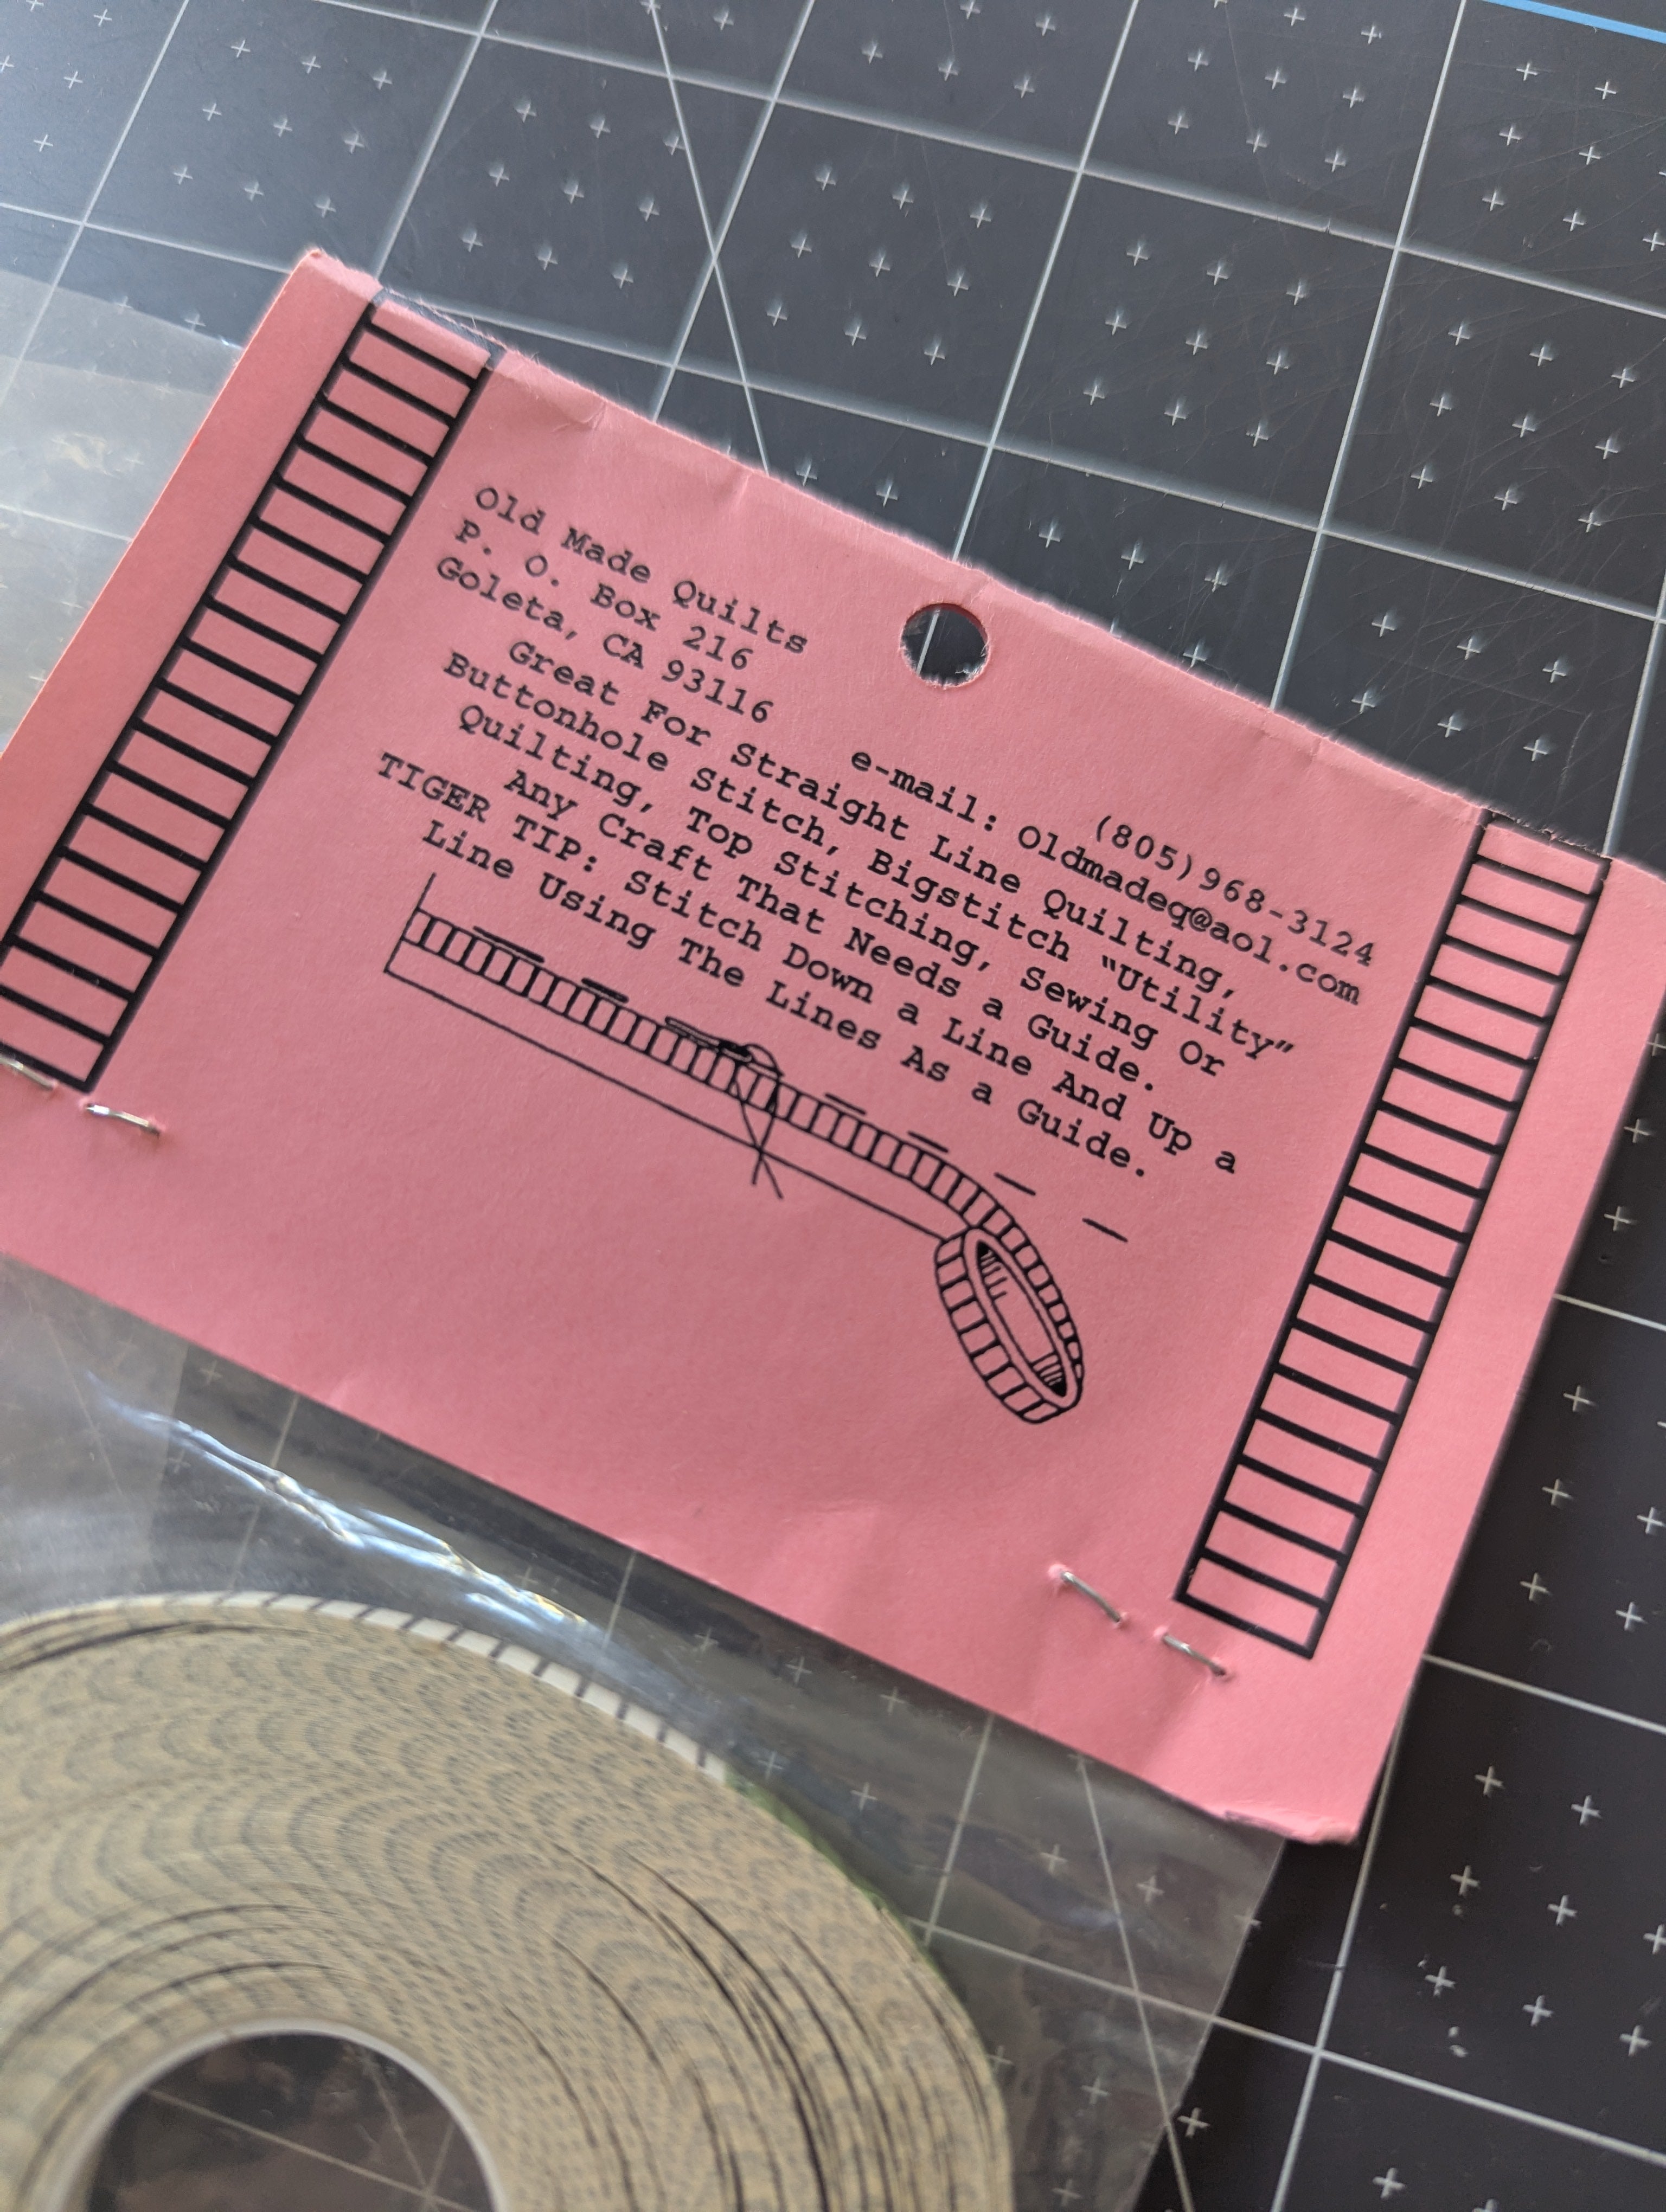 Old Made Quilts
P. O. Box 216
(805)968-3124
Goleta, CA 93116
e-mail: Oldmadeq@aol.com
Great For Straight Line Quilting,
Buttonhole Stitch, Bigstitch "Utility"
Quilting, Top Stitching, Sewing Or
Any Craft That Needs a Guide.
TIGER TIP: Stitch Down a Line And Up a
Line Using The Lines As a Guide.